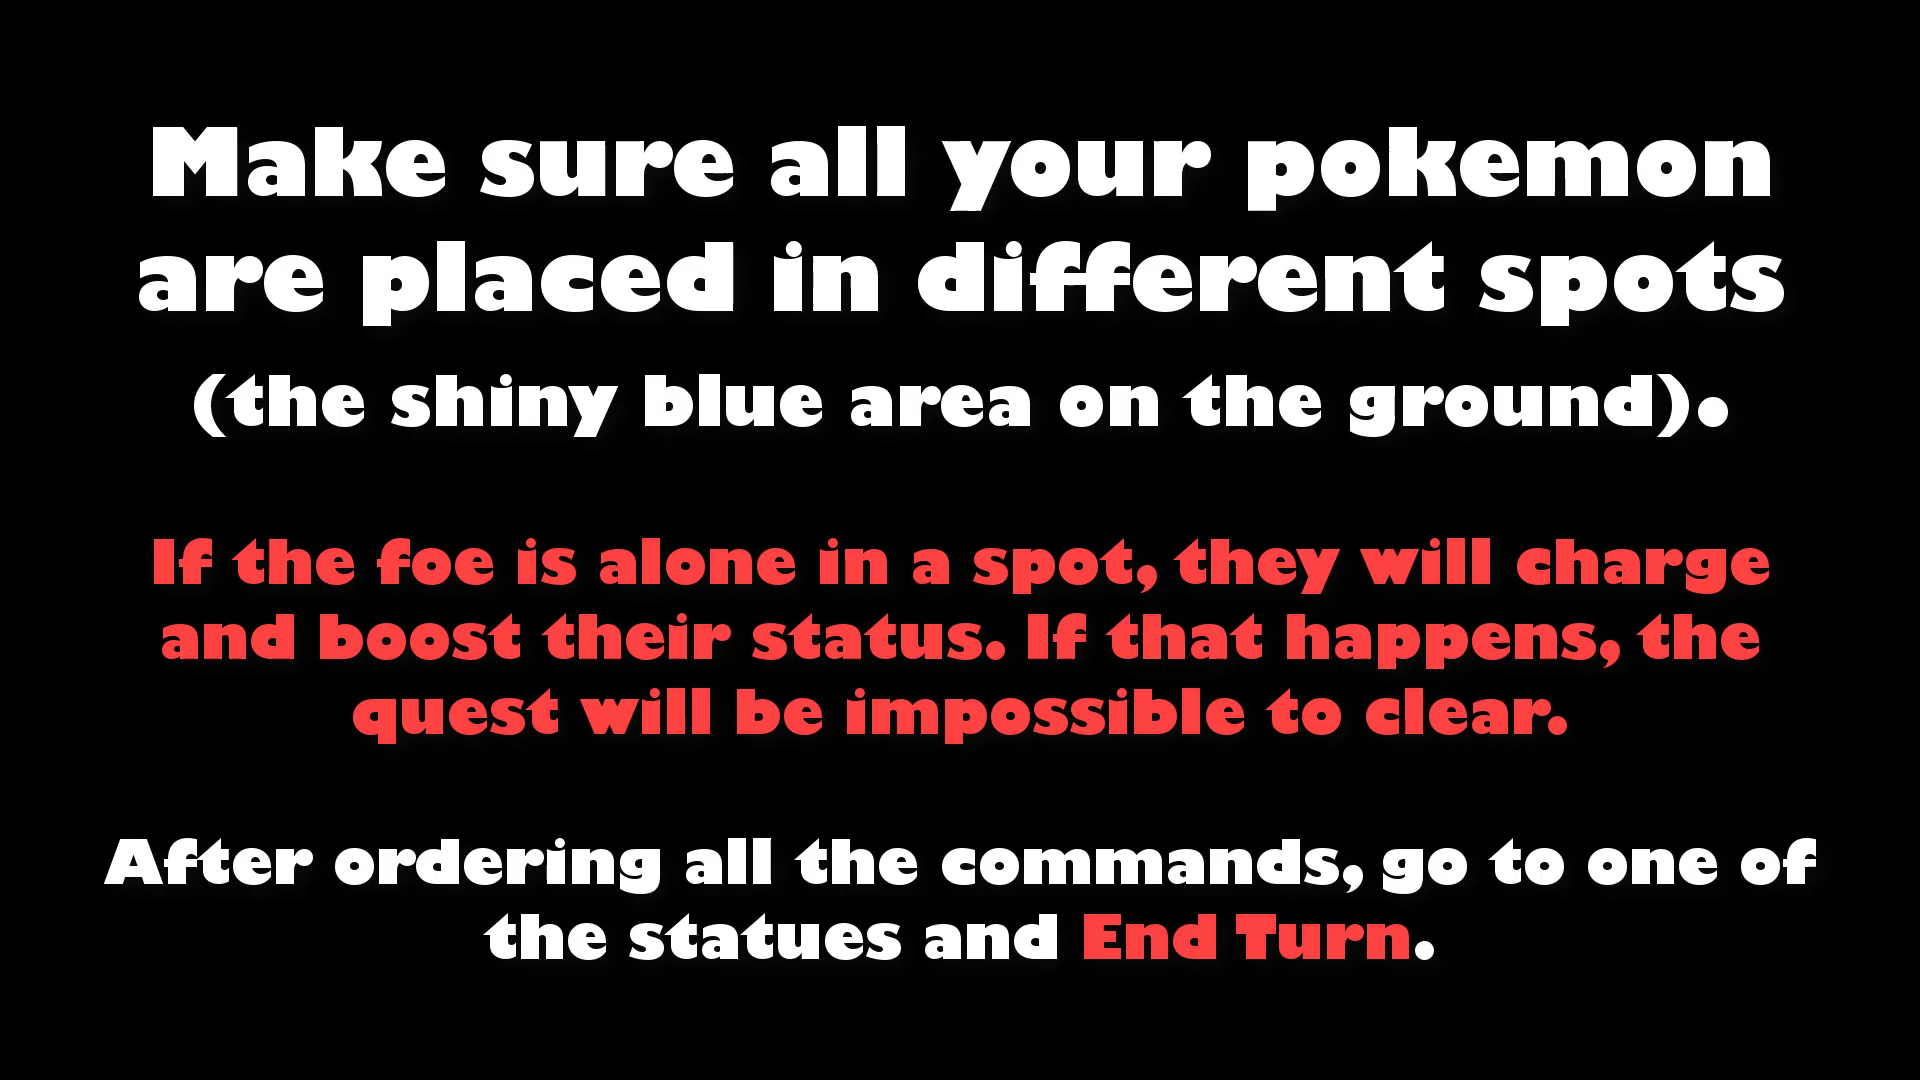 Make sure all your pokemon
are placed in different spots
(the shiny blue area on the ground).
If the foe is alone in a spot, they will charge
and boost their status. If that happens, the
quest will be impossible to clear.
After ordering all the commands, go to one of
the statues and End Turn.